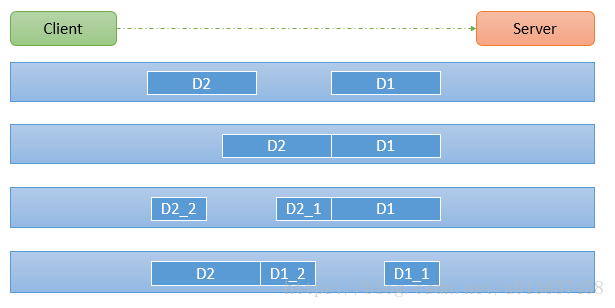 Client Server
D2 D1
D2 D1
D2_2 D2_1 D1
D2 D1_2 D1_1